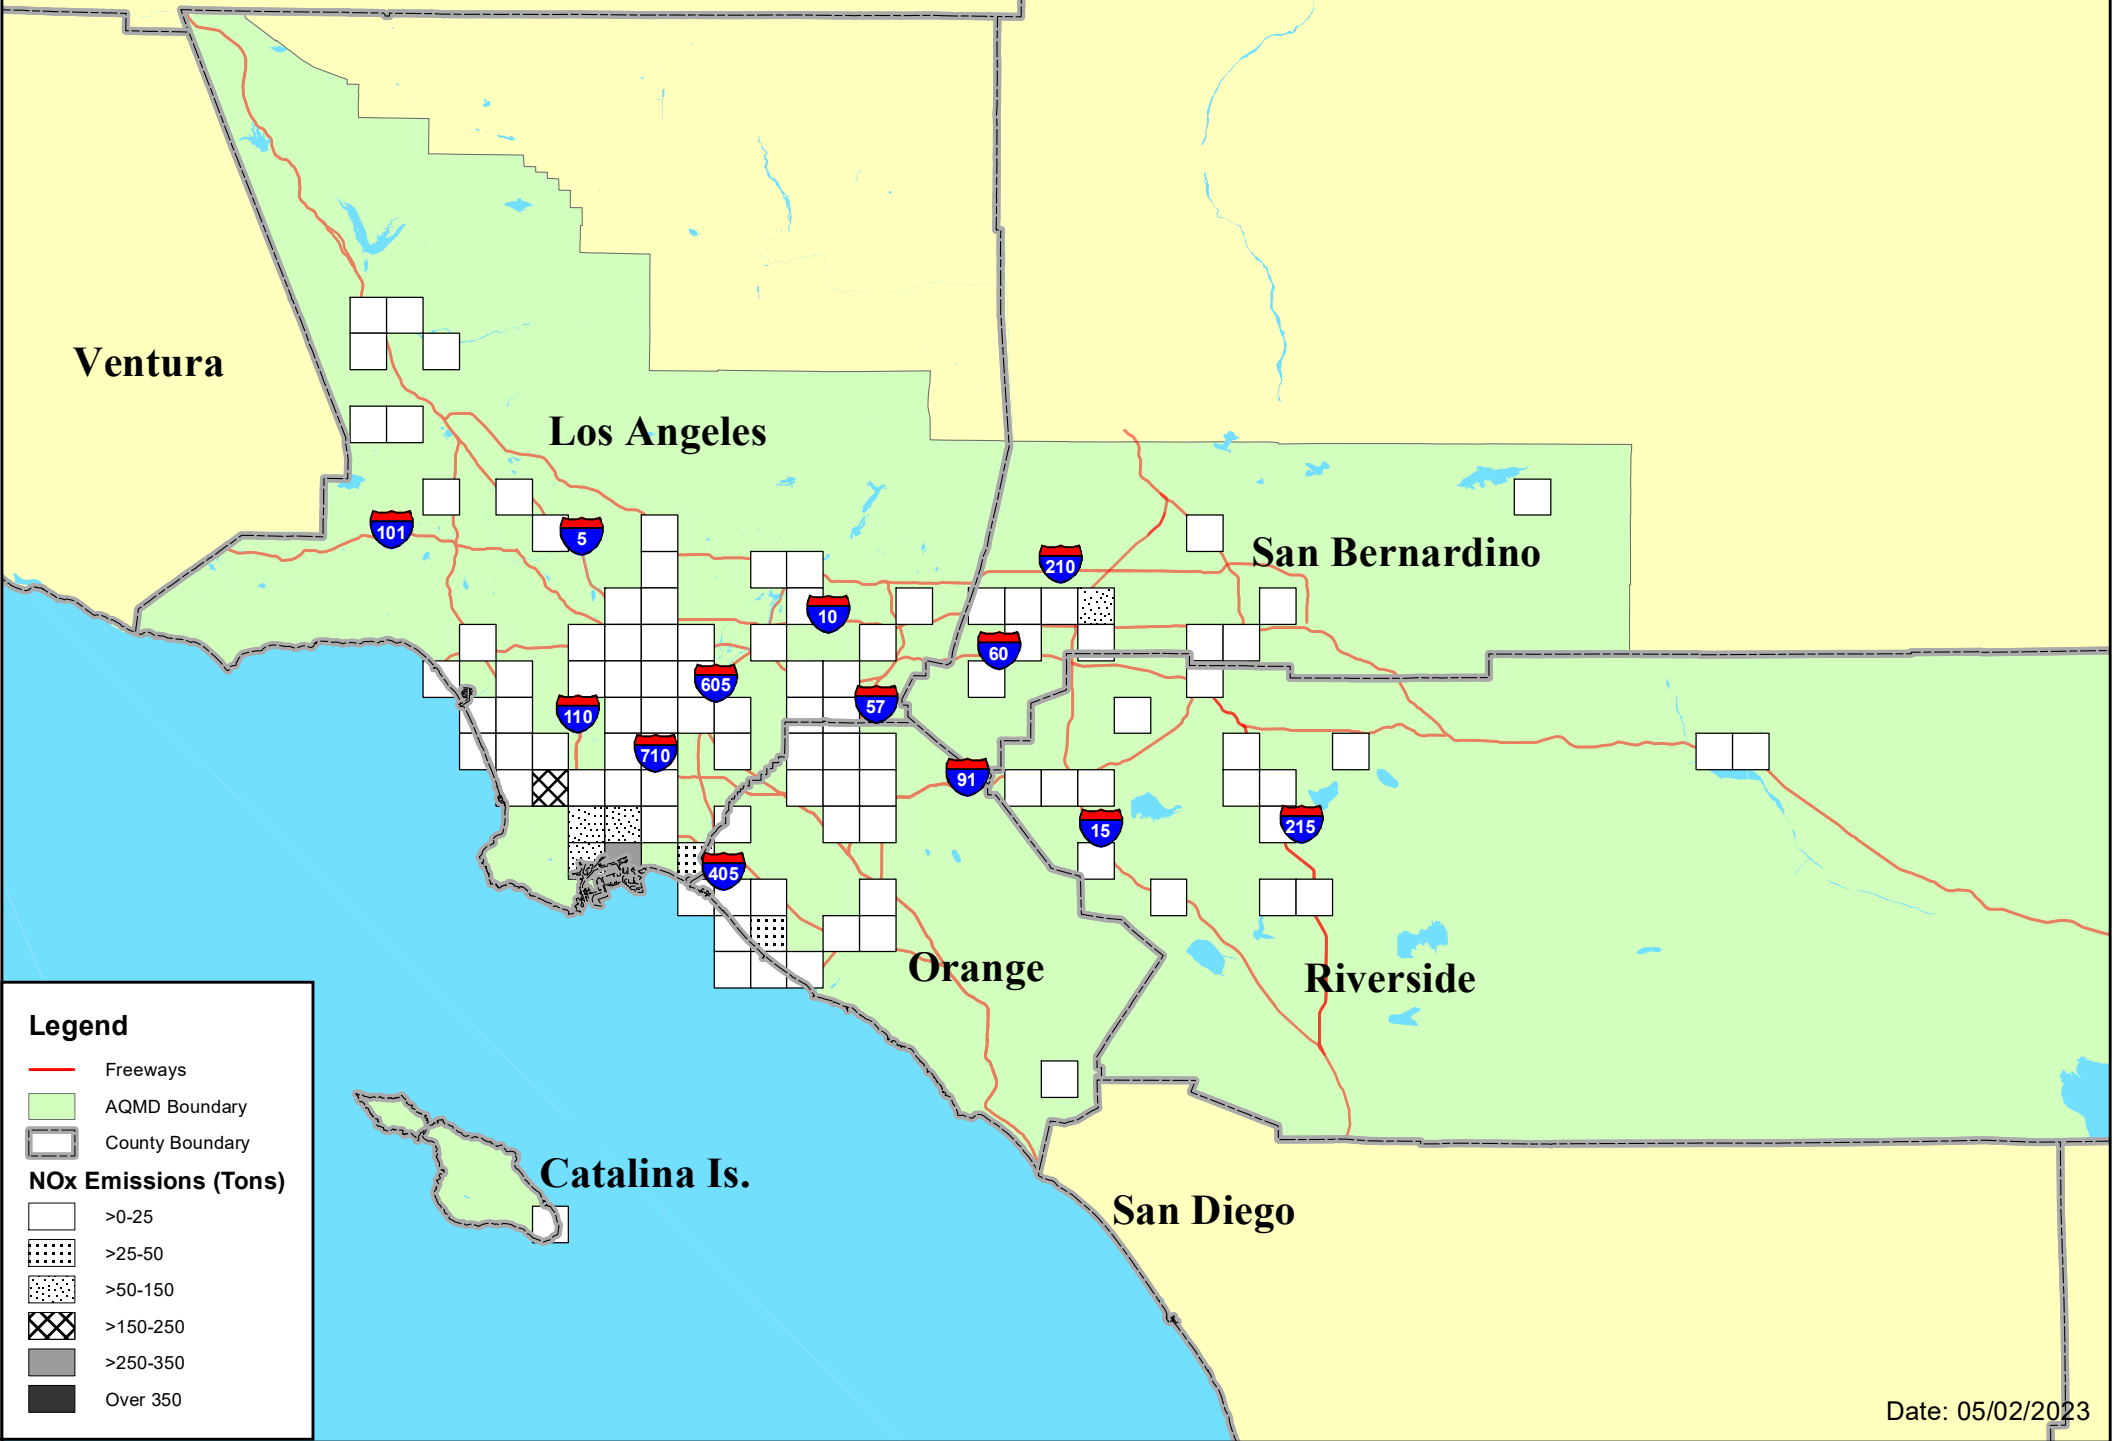 Ventura
Los Angeles
101
5
210
San Bernardino
10
60
605
57
110
710
91
15
215
405
Orange
Riverside
Catalina Is.
San Diego
Legend
Freeways
AQMD Boundary
County Boundary
NOx Emissions (Tons)
>0-25
>25-50
>50-150
>150-250
>250-350
Over 350
Date: 05/02/2023